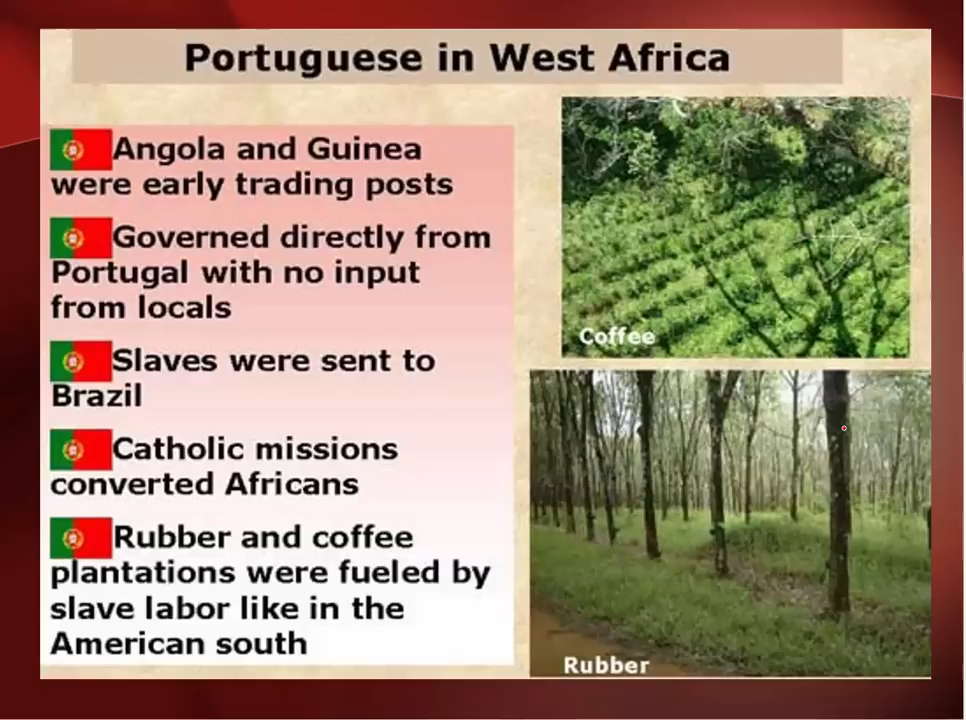 Portuguese in West Africa
Angola and Guinea
were early trading posts
Governed directly from
Portugal with no input
from locals
Slaves were sent to
Brazil
Catholic missions
converted Africans
Rubber and coffee
plantations were fueled by
slave labor like in the
American south
Coffee
Rubber